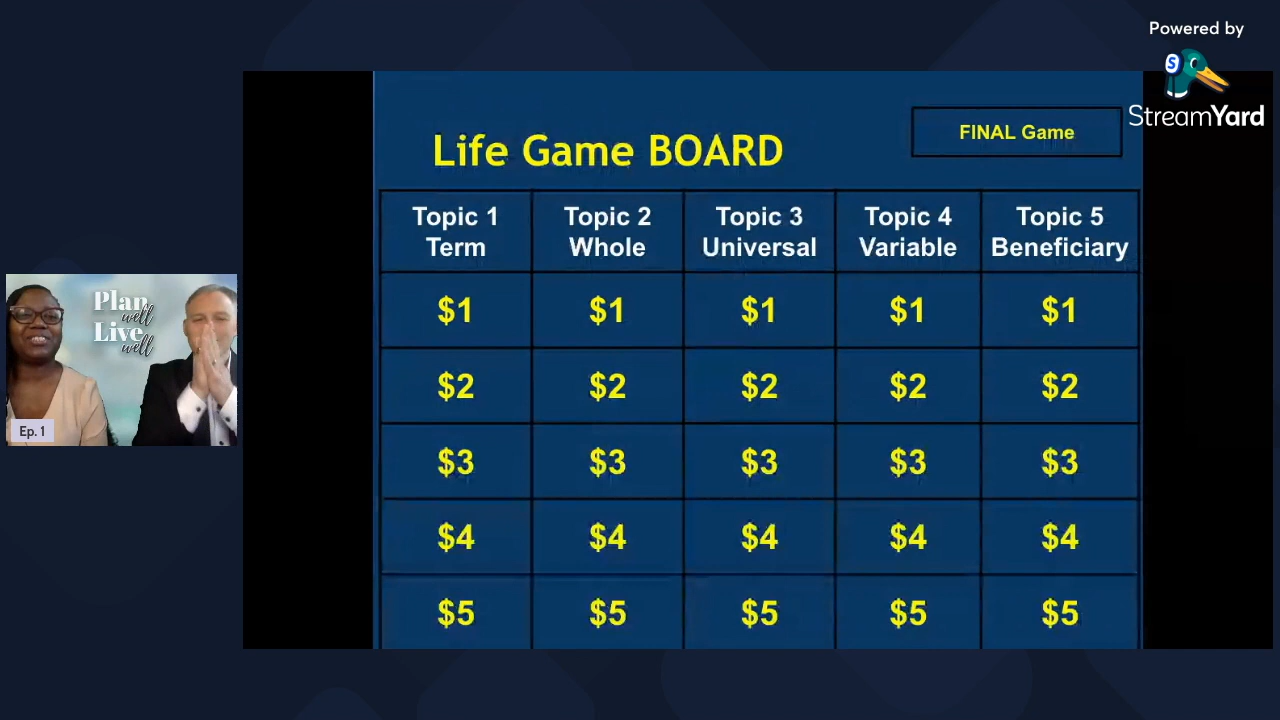 Powered by
S
StreamYard
Life Game BOARD
FINAL Game
Topic 1
Term
Topic 2
Whole
Topic 3
Universal
Topic 4
Variable
Topic 5
Beneficiary
$1 $1 $1 $1 $1
$2 $2 $2 $2 $2
$3 $3 $3 $3 $3
$4 $4 $4 $4 $4
$5 $5 $5 $5 $5
Plan
well
Live
well
Ep. 1